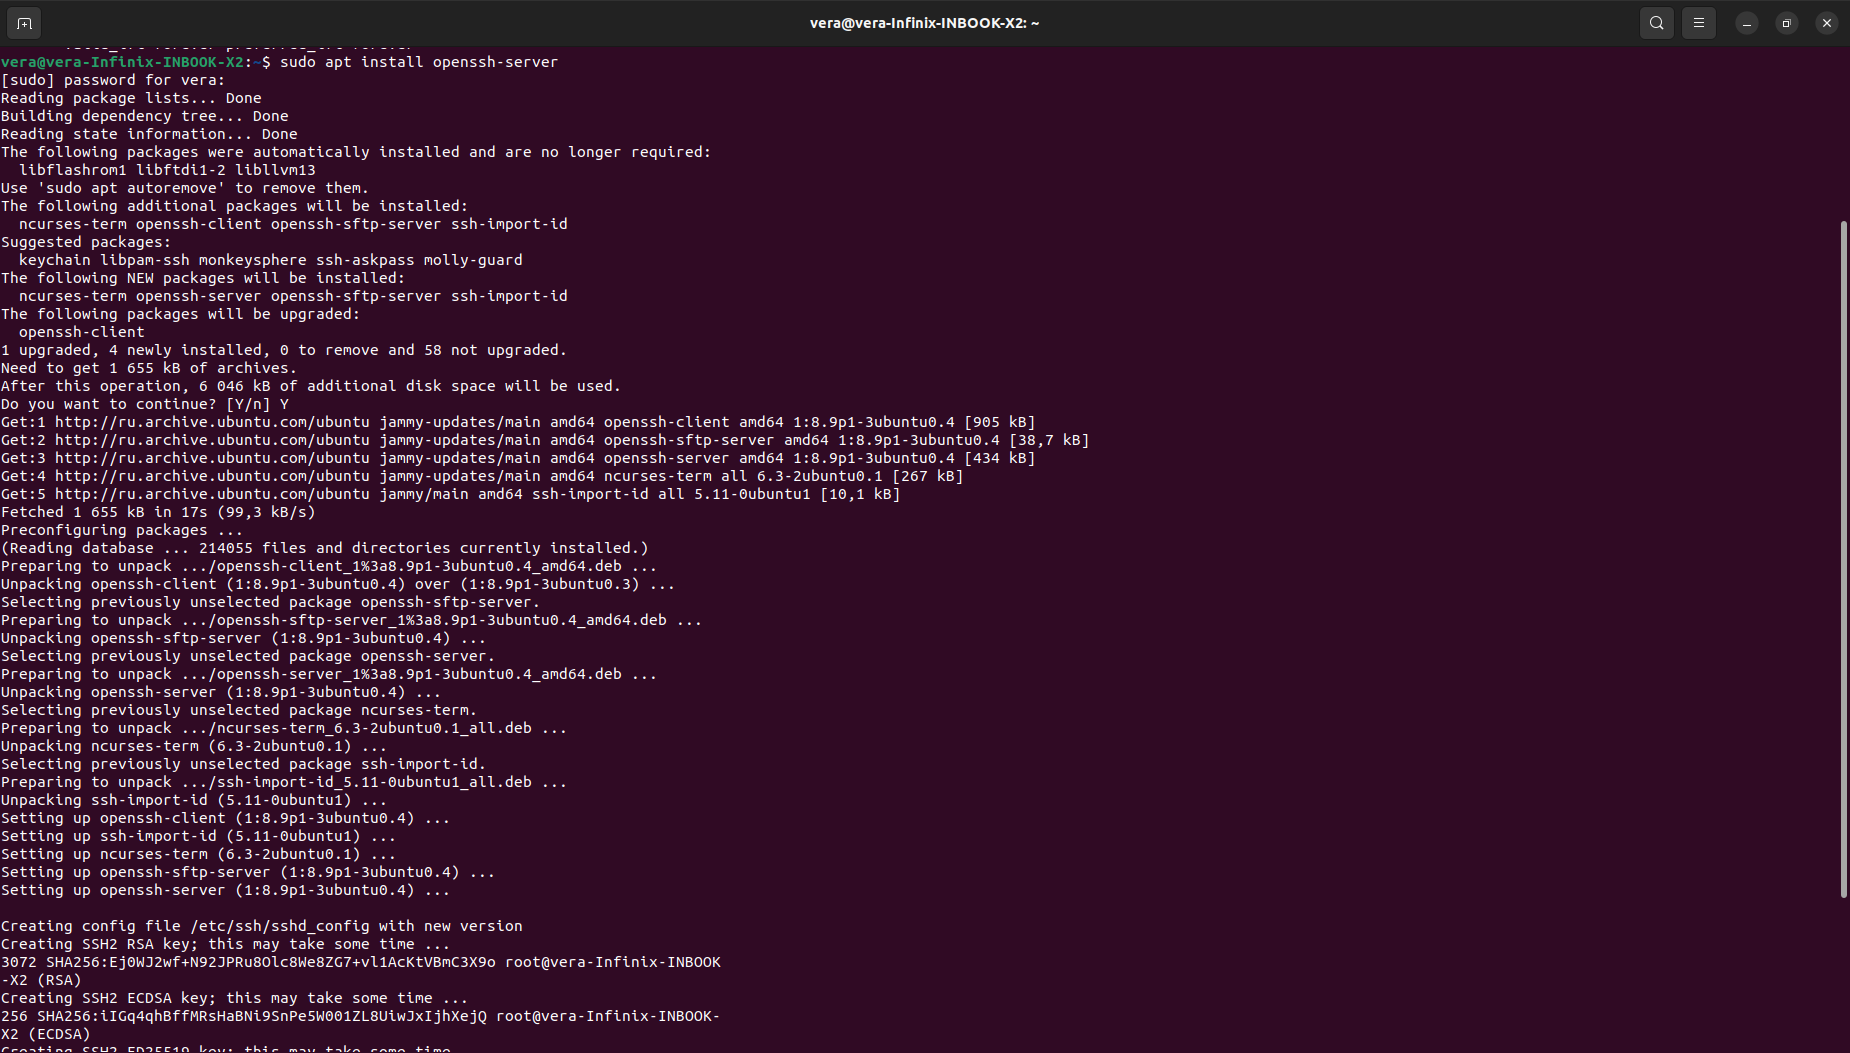 vera@vera-Infinix-INBOOK-X2: ~
vera@vera-Infinix-INBOOK-X2:~$ sudo apt install openssh-server
[sudo] password for vera:
Reading package lists... Done
Building dependency tree... Done
Reading state information... Done
The following packages were automatically installed and are no longer required:
  libflashrom1 libftdi1-2 libllvm13
Use 'sudo apt autoremove' to remove them.
The following additional packages will be installed:
  ncurses-term openssh-client openssh-sftp-server ssh-import-id
Suggested packages:
  keychain libpam-ssh monkeysphere ssh-askpass molly-guard
The following NEW packages will be installed:
  ncurses-term openssh-server openssh-sftp-server ssh-import-id
The following packages will be upgraded:
  openssh-client
1 upgraded, 4 newly installed, 0 to remove and 58 not upgraded.
Need to get 1 655 kB of archives.
After this operation, 6 046 kB of additional disk space will be used.
Do you want to continue? [Y/n] Y
Get:1 http://ru.archive.ubuntu.com/ubuntu jammy-updates/main amd64 openssh-client amd64 1:8.9p1-3ubuntu0.4 [905 kB]
Get:2 http://ru.archive.ubuntu.com/ubuntu jammy-updates/main amd64 openssh-sftp-server amd64 1:8.9p1-3ubuntu0.4 [38,7 kB]
Get:3 http://ru.archive.ubuntu.com/ubuntu jammy-updates/main amd64 openssh-server amd64 1:8.9p1-3ubuntu0.4 [434 kB]
Get:4 http://ru.archive.ubuntu.com/ubuntu jammy-updates/main amd64 ncurses-term all 6.3-2ubuntu0.1 [267 kB]
Get:5 http://ru.archive.ubuntu.com/ubuntu jammy/main amd64 ssh-import-id all 5.11-0ubuntu1 [10,1 kB]
Fetched 1 655 kB in 17s (99,3 kB/s)
Preconfiguring packages ...
(Reading database ... 214055 files and directories currently installed.)
Preparing to unpack .../openssh-client_1%3a8.9p1-3ubuntu0.4_amd64.deb ...
Unpacking openssh-client (1:8.9p1-3ubuntu0.4) over (1:8.9p1-3ubuntu0.3) ...
Selecting previously unselected package openssh-sftp-server.
Preparing to unpack .../openssh-sftp-server_1%3a8.9p1-3ubuntu0.4_amd64.deb ...
Unpacking openssh-sftp-server (1:8.9p1-3ubuntu0.4) ...
Selecting previously unselected package openssh-server.
Preparing to unpack .../openssh-server_1%3a8.9p1-3ubuntu0.4_amd64.deb ...
Unpacking openssh-server (1:8.9p1-3ubuntu0.4) ...
Selecting previously unselected package ncurses-term.
Preparing to unpack .../ncurses-term_6.3-2ubuntu0.1_all.deb ...
Unpacking ncurses-term (6.3-2ubuntu0.1) ...
Selecting previously unselected package ssh-import-id.
Preparing to unpack .../ssh-import-id_5.11-0ubuntu1_all.deb ...
Unpacking ssh-import-id (5.11-0ubuntu1) ...
Setting up openssh-client (1:8.9p1-3ubuntu0.4) ...
Setting up ssh-import-id (5.11-0ubuntu1) ...
Setting up ncurses-term (6.3-2ubuntu0.1) ...
Setting up openssh-sftp-server (1:8.9p1-3ubuntu0.4) ...
Setting up openssh-server (1:8.9p1-3ubuntu0.4) ...
Creating config file /etc/ssh/sshd_config with new version
Creating SSH2 RSA key; this may take some time ...
3072 SHA256:Ej0WJ2wf+N92JPRu8Olc8We8ZG7+vl1AcKtVBmC3X9o root@vera-Infinix-INBOOK
-X2 (RSA)
Creating SSH2 ECDSA key; this may take some time ...
256 SHA256:iIGq4qhBffMRsHaBNi9SnPe5W001ZL8UiwJxIjhXejQ root@vera-Infinix-INBOOK-
X2 (ECDSA)
Creating SSH2 ED25519 key; this may take some time